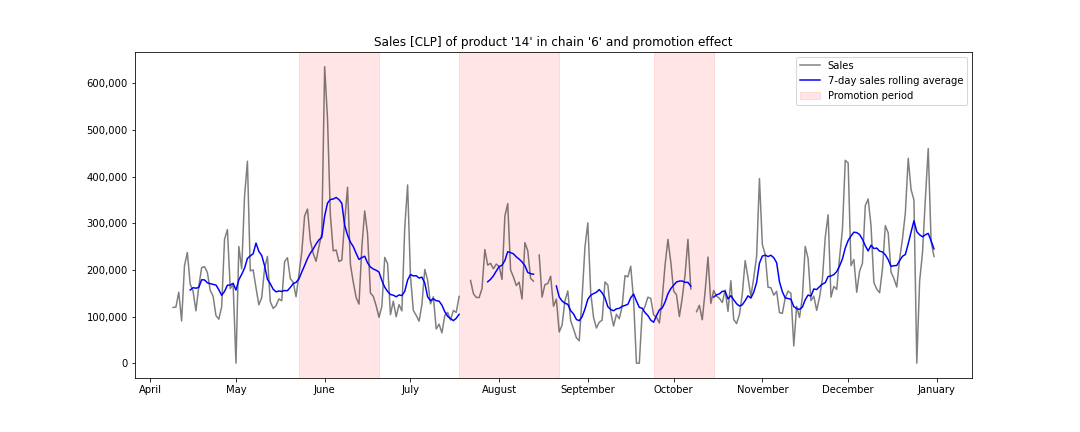 Sales [CLP] of product '14' in chain '6' and promotion effect
Sales
7-day sales rolling average
Promotion period
600,000
500,000
400,000
300,000
200,000
100,000
0
April May June July August September October November December January